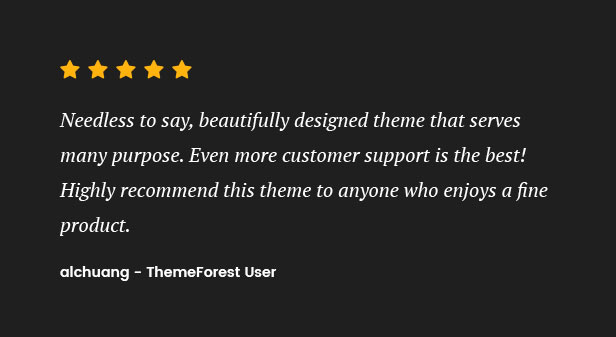 Needless to say, beautifully designed theme that serves
many purpose. Even more customer support is the best!
Highly recommend this theme to anyone who enjoys a fine
product.
alchuang - ThemeForest User